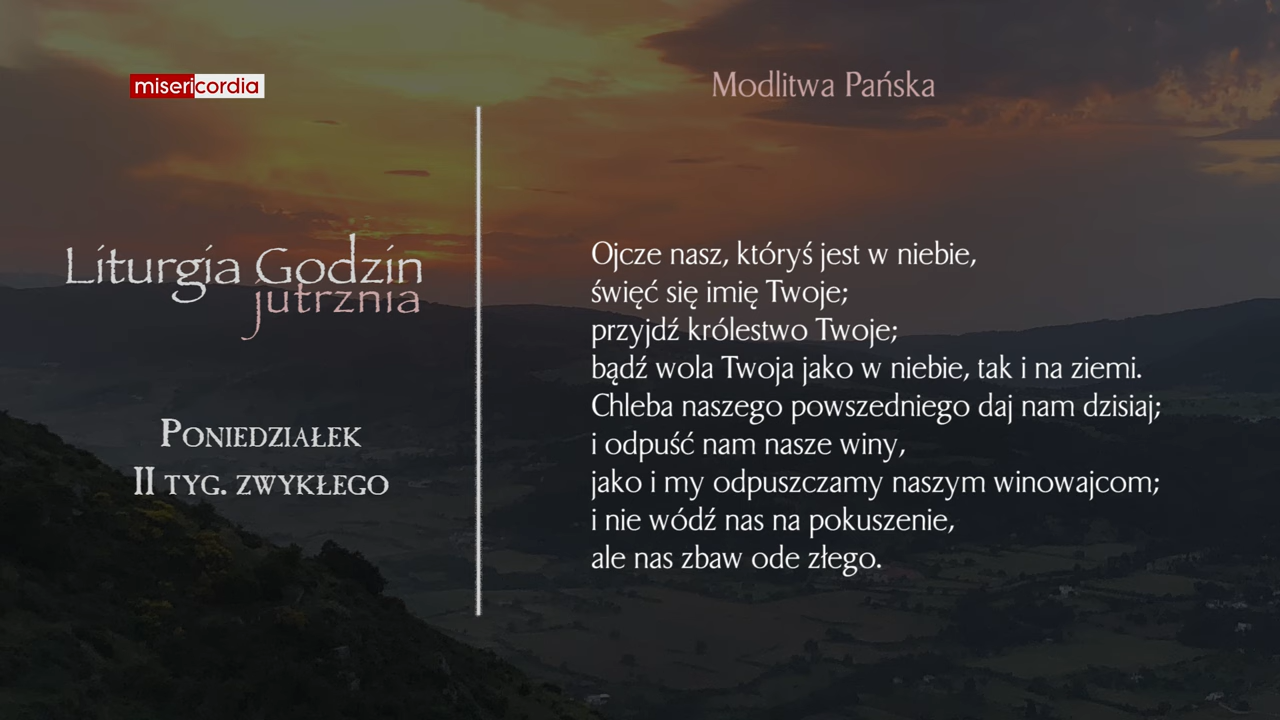 misericordia
Liturgia Godzin
jutrznia
Poniedziałek
II tyg. zwykłego
Modlitwa Pańska
Ojcze nasz, któryś jest w niebie,
święć się imię Twoje;
przyjdź królestwo Twoje;
bądź wola Twoja jako w niebie, tak i na ziemi.
Chleba naszego powszedniego daj nam dzisiaj;
i odpuść nam nasze winy,
jako i my odpuszczamy naszym winowajcom;
i nie wódź nas na pokuszenie,
ale nas zbaw ode złego.